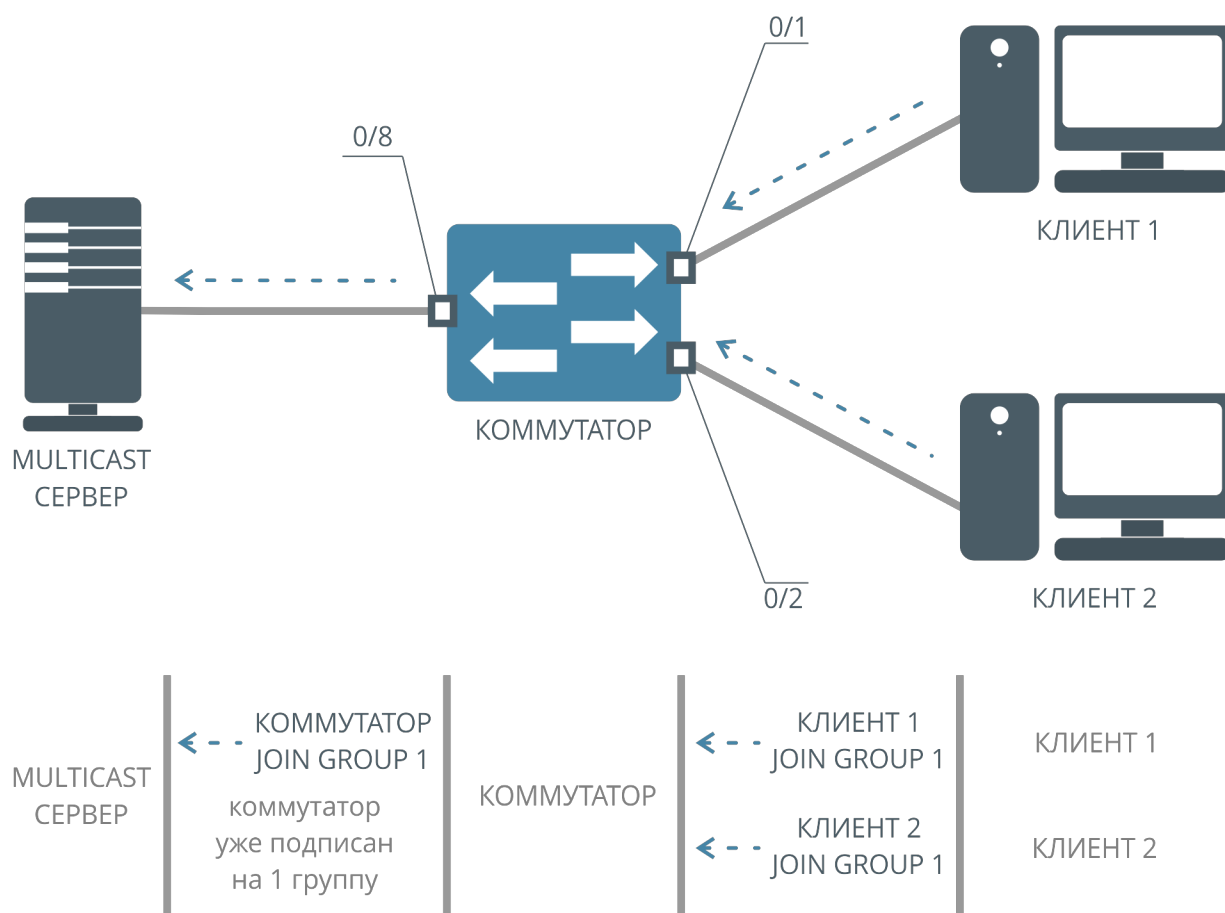 0/1
0/8
КЛИЕНТ 1
КОММУТАТОР
MULTICAST
СЕРВЕР
0/2
КЛИЕНТ 2
КОММУТАТОР
JOIN GROUP 1
КЛИЕНТ 1
JOIN GROUP 1
КЛИЕНТ 1
MULTICAST
СЕРВЕР
коммутатор
уже подписан
на 1 группу
КОММУТАТОР
КЛИЕНТ 2
JOIN GROUP 1
КЛИЕНТ 2